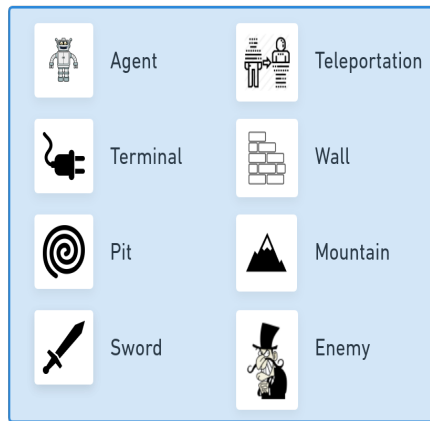 Agent
Teleportation
Terminal
Wall
Pit
Mountain
Sword
Enemy